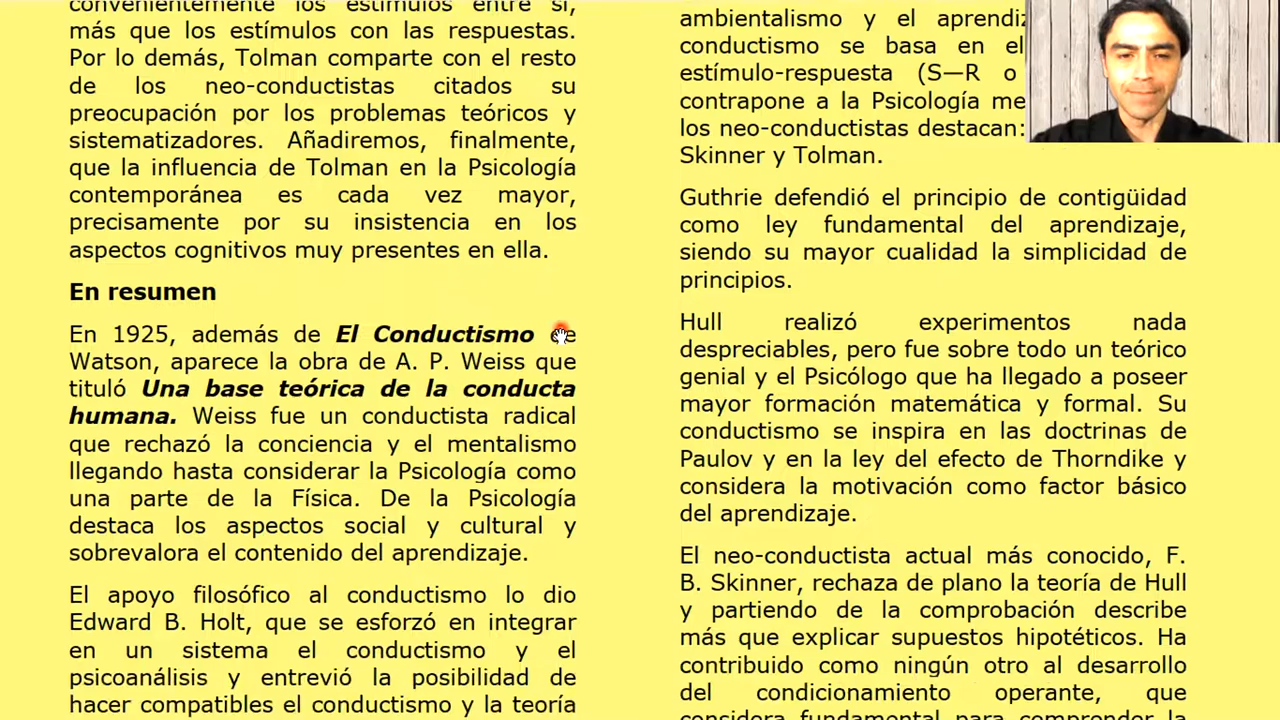 convenientemente los estímulos entre sí,
más que los estímulos con las respuestas.
Por lo demás, Tolman comparte con el resto
de los neo-conductistas citados su
preocupación por los problemas teóricos y
sistematizadores. Añadiremos, finalmente,
que la influencia de Tolman en la Psicología
contemporánea es cada vez mayor,
precisamente por su insistencia en los
aspectos cognitivos muy presentes en ella.
En resumen
En 1925, además de El Conductismo de
Watson, aparece la obra de A. P. Weiss que
tituló Una base teórica de la conducta
humana. Weiss fue un conductista radical
que rechazó la conciencia y el mentalismo
llegando hasta considerar la Psicología como
una parte de la Física. De la Psicología
destaca los aspectos social y cultural y
sobrevalora el contenido del aprendizaje.
El apoyo filosófico al conductismo lo dio
Edward B. Holt, que se esforzó en integrar
en un sistema el conductismo y el
psicoanálisis y entrevió la posibilidad de
hacer compatibles el conductismo y la teoría
ambientalismo y el
conductismo se basa en el
estímulo-respuesta (S—R o
contrapone a la Psicología
los neo-conductistas destacan:
Skinner y Tolman.
Guthrie defendió el principio de contigüidad
como ley fundamental del aprendizaje,
siendo su mayor cualidad la simplicidad de
principios.
Hull realizó experimentos nada
despreciables, pero fue sobre todo un teórico
genial y el Psicólogo que ha llegado a poseer
mayor formación matemática y formal. Su
conductismo se inspira en las doctrinas de
Paulov y en la ley del efecto de Thorndike y
considera la motivación como factor básico
del aprendizaje.
El neo-conductista actual más conocido, F.
B. Skinner, rechaza de plano la teoría de Hull
y partiendo de la comprobación describe
más que explicar supuestos hipotéticos. Ha
contribuido como ningún otro al desarrollo
del condicionamiento operante, que
considera fundamental para comprender la